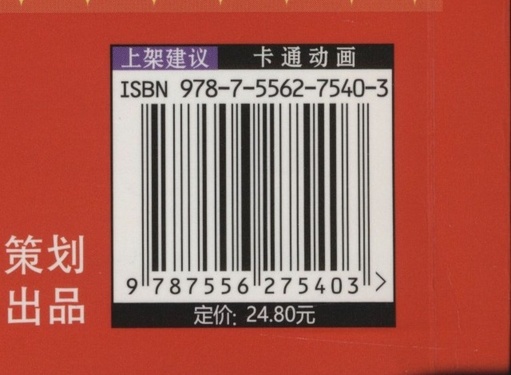 上架建议 卡通动画
ISBN 978-7-5562-7540-3
9 787556 275403 >
定价: 24.80元
策划
出品